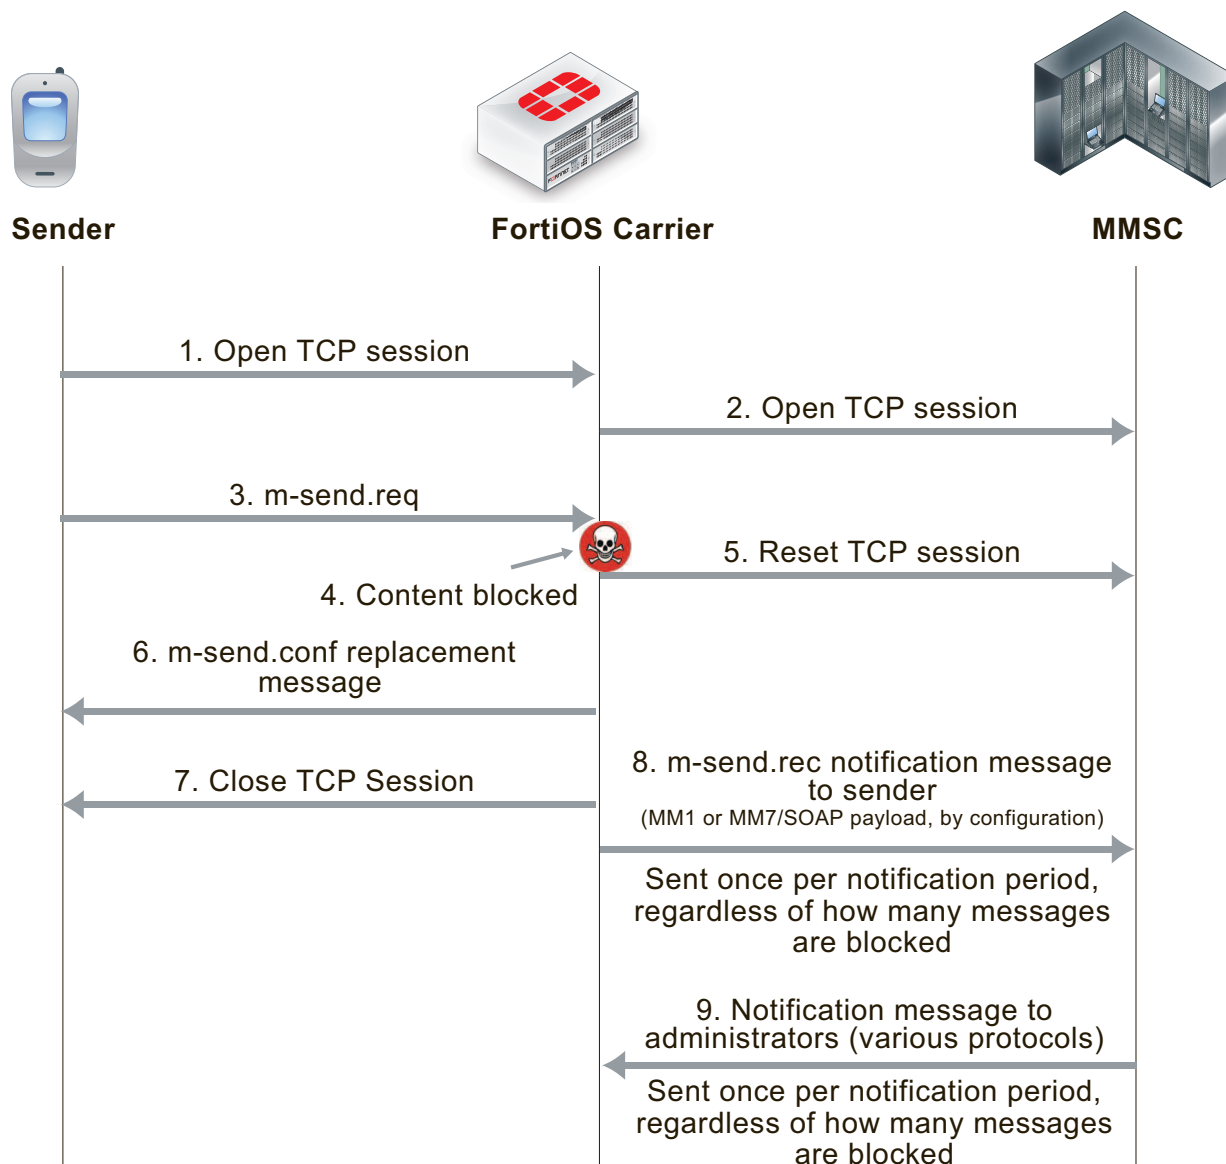 Sender
FortiOS Carrier
MMSC
1. Open TCP session
2. Open TCP session
3. m-send.req
4. Content blocked
5. Reset TCP session
6. m-send.conf replacement
message
7. Close TCP Session
8. m-send.rec notification message
to sender
(MM1 or MM7/SOAP payload, by configuration)
Sent once per notification period,
regardless of how many messages
are blocked
9. Notification message to
administrators (various protocols)
Sent once per notification period,
regardless of how many messages
are blocked